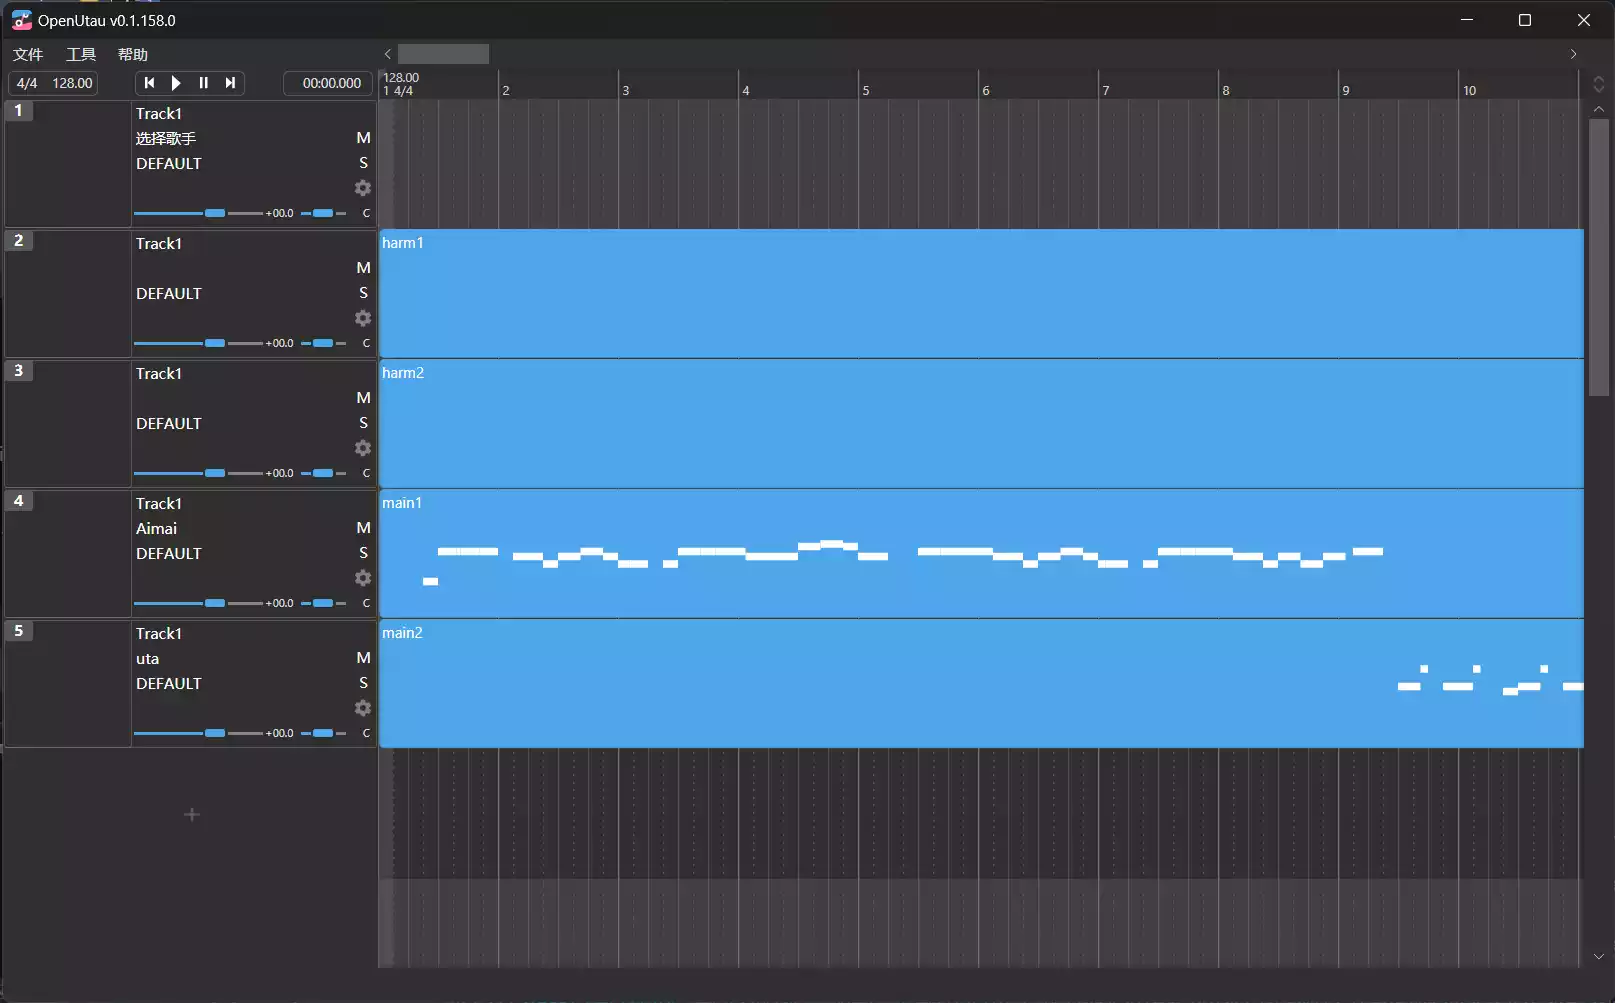 OpenUtau v0.1.158.0
文件 工具 帮助
4/4 128.00 00:00.000
128.00
1 4/4 2 3 4 5 6 7 8 9 10
1 Track1
选择歌手 M
DEFAULT S
+00.0 C
2 Track1 harm1
M
DEFAULT S
+00.0 C
3 Track1 harm2
M
DEFAULT S
+00.0 C
4 Track1 main1
Aimai M
DEFAULT S
+00.0 C
5 Track1 main2
uta M
DEFAULT S
+00.0 C